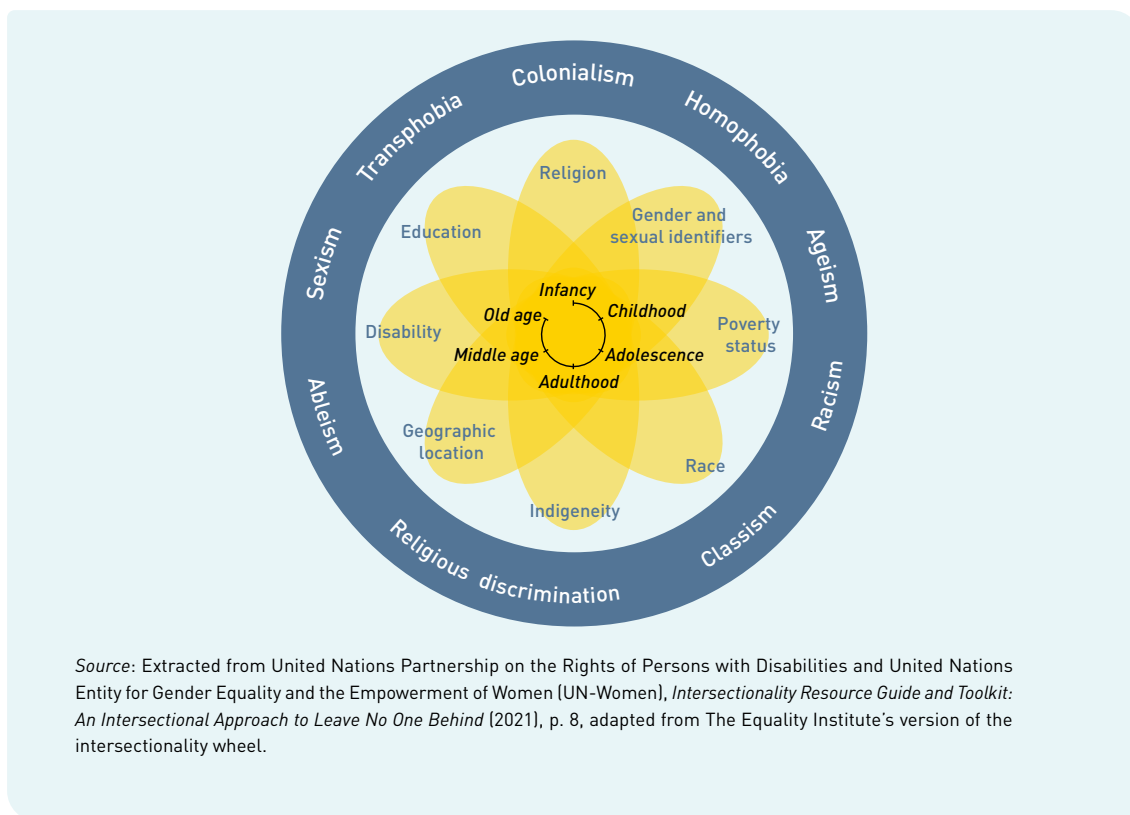 Colonialism
Homophobia
Ageism
Racism
Classism
Religious discrimination
Ableism
Sexism
Transphobia
Religion
Gender and
sexual identifiers
Poverty
status
Race
Indigeneity
Geographic
location
Disability
Education
Infancy
Childhood
Adolescence
Adulthood
Middle age
Old age
Source: Extracted from United Nations Partnership on the Rights of Persons with Disabilities and United Nations
Entity for Gender Equality and the Empowerment of Women (UN-Women), Intersectionality Resource Guide and Toolkit:
An Intersectional Approach to Leave No One Behind (2021), p. 8, adapted from The Equality Institute’s version of the
intersectionality wheel.